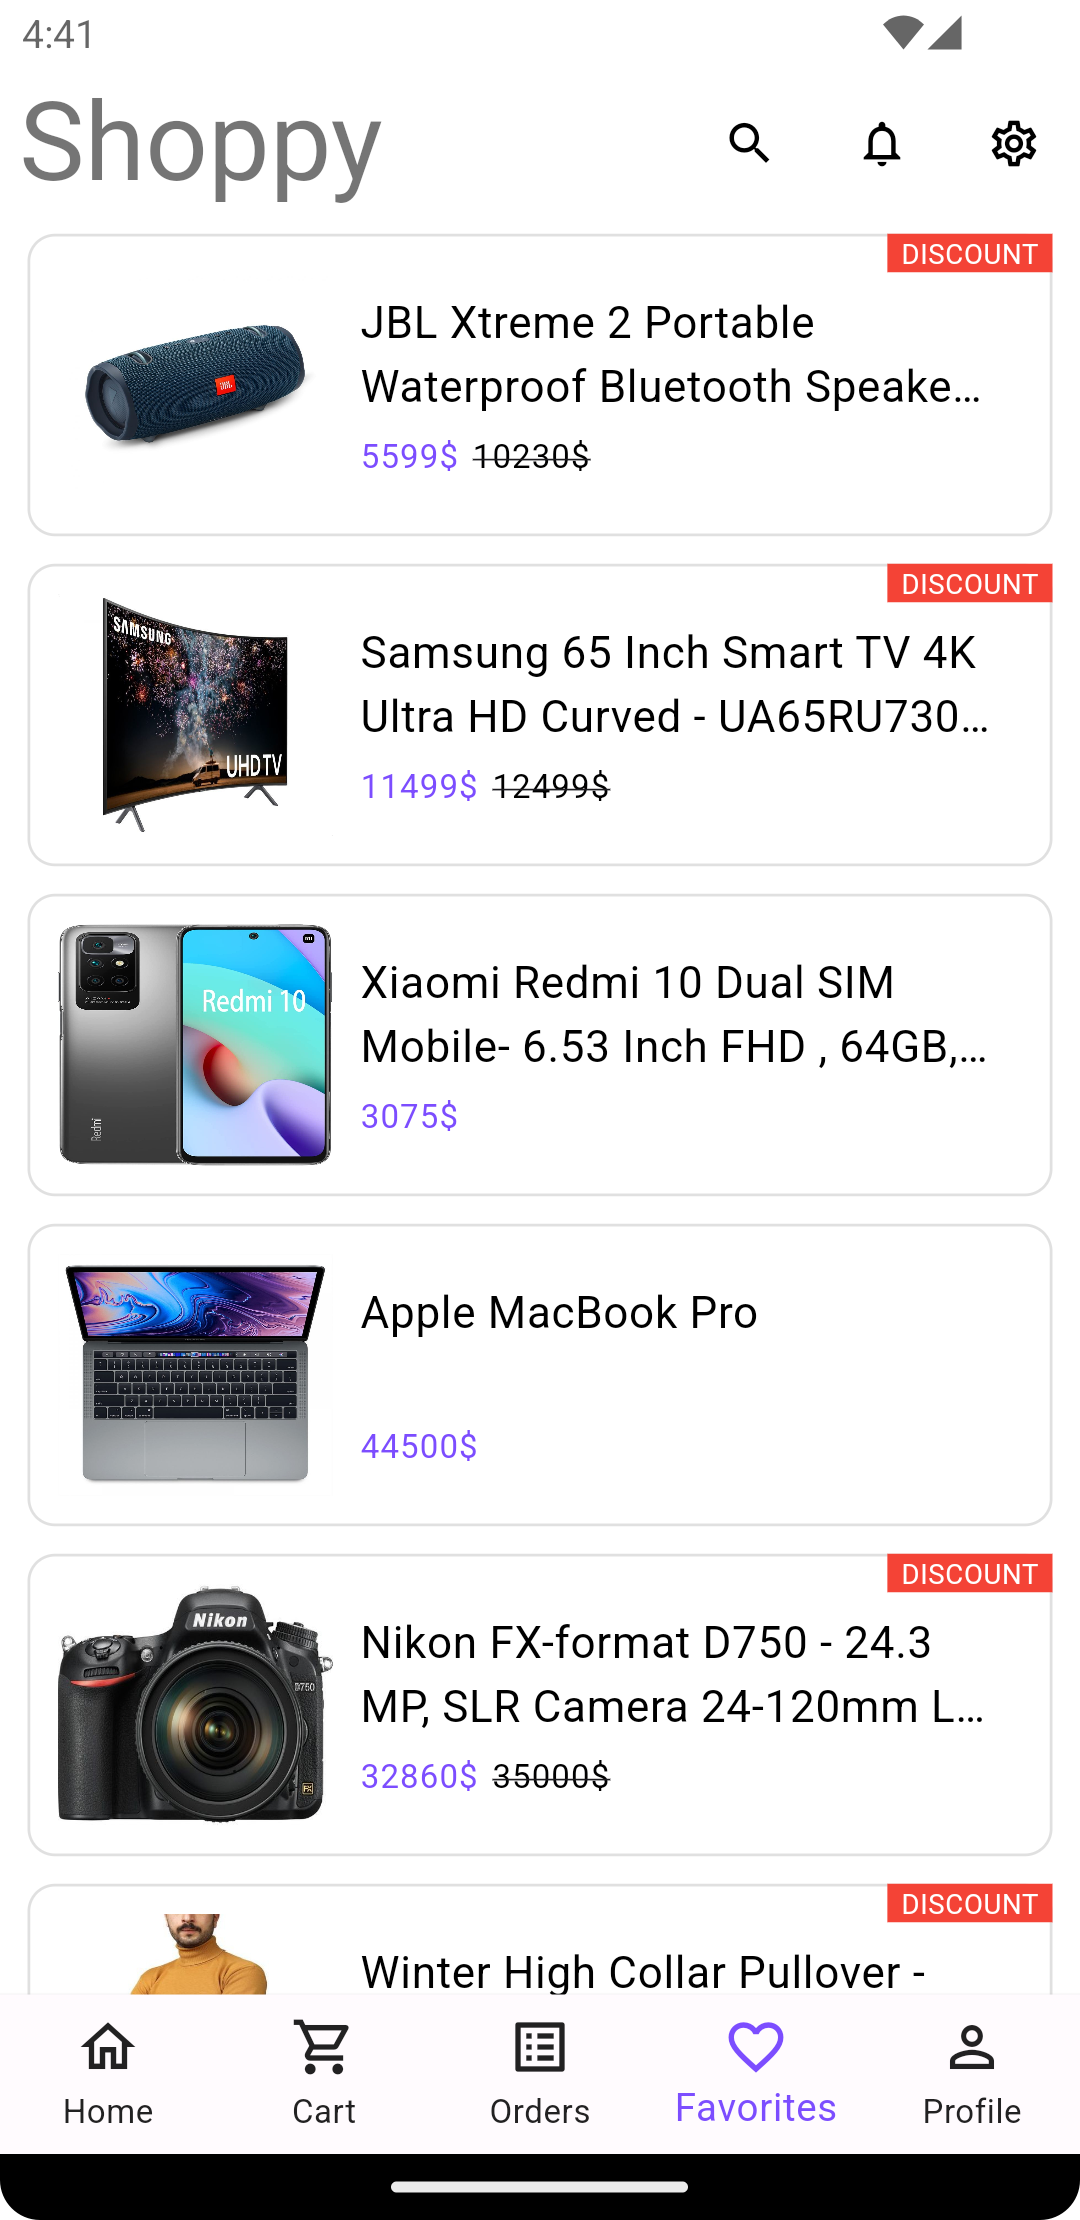 4:41
Shoppy
DISCOUNT
JBL
JBL Xtreme 2 Portable
Waterproof Bluetooth Speake...
5599$ 10230$
DISCOUNT
SAMSUNG
UHD TV
Samsung 65 Inch Smart TV 4K
Ultra HD Curved - UA65RU730...
11499$ 12499$
Redmi 10
Redmi
Xiaomi Redmi 10 Dual SIM
Mobile- 6.53 Inch FHD , 64GB,...
3075$
Apple MacBook Pro
44500$
DISCOUNT
Nikon
D750
FX
Nikon FX-format D750 - 24.3
MP, SLR Camera 24-120mm L...
32860$ 35000$
DISCOUNT
Winter High Collar Pullover -
Home
Cart
Orders
Favorites
Profile